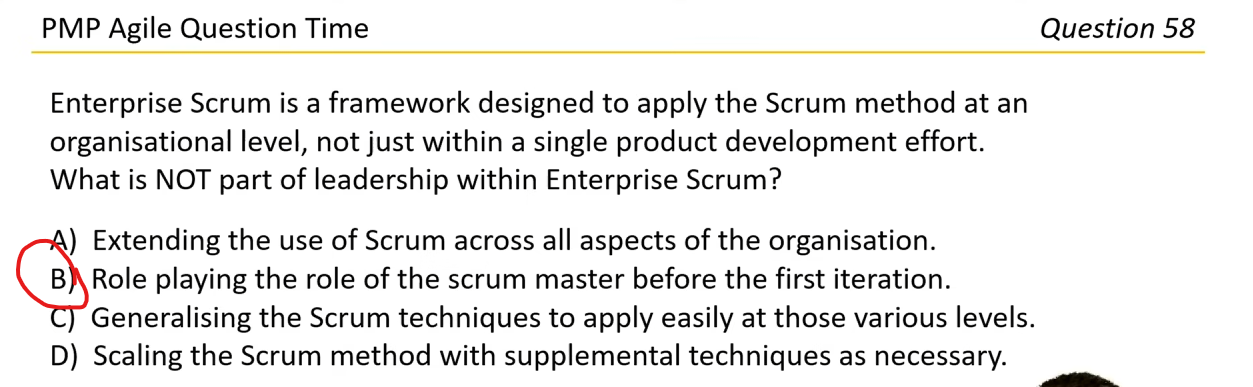 PMP Agile Question Time
Question 58
Enterprise Scrum is a framework designed to apply the Scrum method at an
organisational level, not just within a single product development effort.
What is NOT part of leadership within Enterprise Scrum?
A) Extending the use of Scrum across all aspects of the organisation.
B) Role playing the role of the scrum master before the first iteration.
C) Generalising the Scrum techniques to apply easily at those various levels.
D) Scaling the Scrum method with supplemental techniques as necessary.